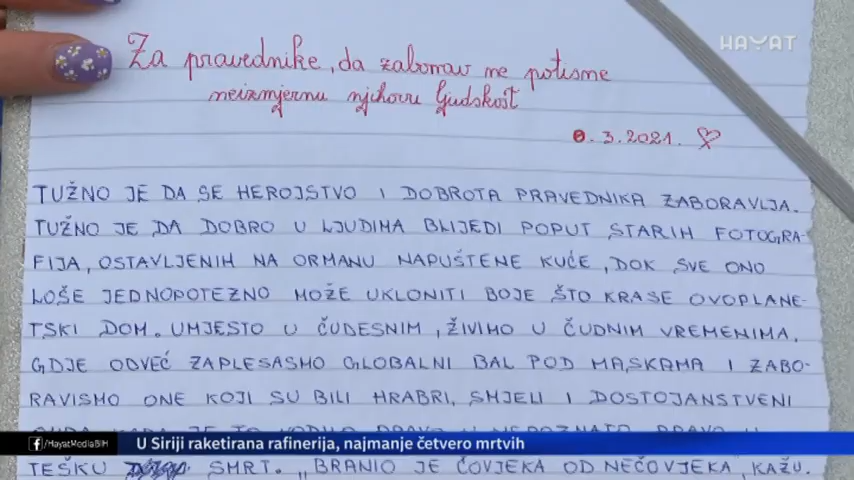 HAYAT
Za pravednike, da zaborav ne potisne
neizmjernu njihovu ljudskost
8. 3. 2021.
TUŽNO JE DA SE HEROJSTVO I DOBROTA PRAVEDNIKA ZABORAVLJA.
TUŽNO JE DA DOBRO U LJUDIMA BLIJEDI POPUT STARIH FOTOGRA-
FIJA, OSTAVLJENIH NA ORMANU NAPUŠTENE KUĆE, DOK SVE ONO
LOŠE JEDNOPOTEZNO MOŽE UKLONITI BOJE ŠTO KRASE OVOPLANE-
TSKI DOM. UMJESTO U ČUDESNIM, ŽIVIMO U ČUDNIM VREMENIMA,
GDJE ODVEĆ ZAPLESASMO GLOBALNI BAL POD MASKAMA I ZABO-
RAVISMO ONE KOJI SU BILI HRABRI, SMJELI I DOSTOJANSTVENI
/HayatMediaBIH
U Siriji raketirana rafinerija, najmanje četvero mrtvih
TEŠKU SMRT. „BRANIO JE ČOVJEKA OD NEČOVJEKA", KAŽU.